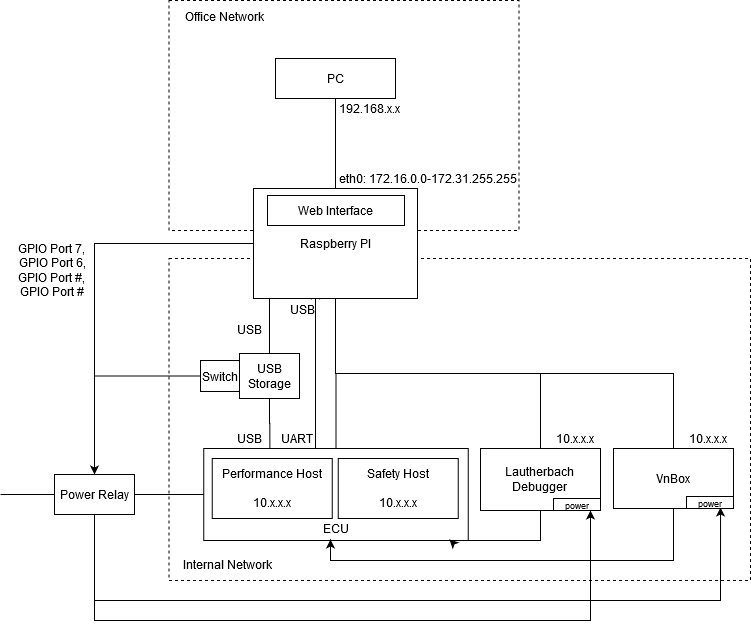 Office Network
PC
192.168.x.x
eth0: 172.16.0.0-172.31.255.255
Web Interface
Raspberry PI
GPIO Port 7,
GPIO Port 6,
GPIO Port #,
GPIO Port #
USB
USB
Switch
USB
Storage
USB
UART
10.x.x.x
10.x.x.x
Performance Host
10.x.x.x
Safety Host
10.x.x.x
ECU
Lautherbach
Debugger
power
VnBox
power
Power Relay
Internal Network